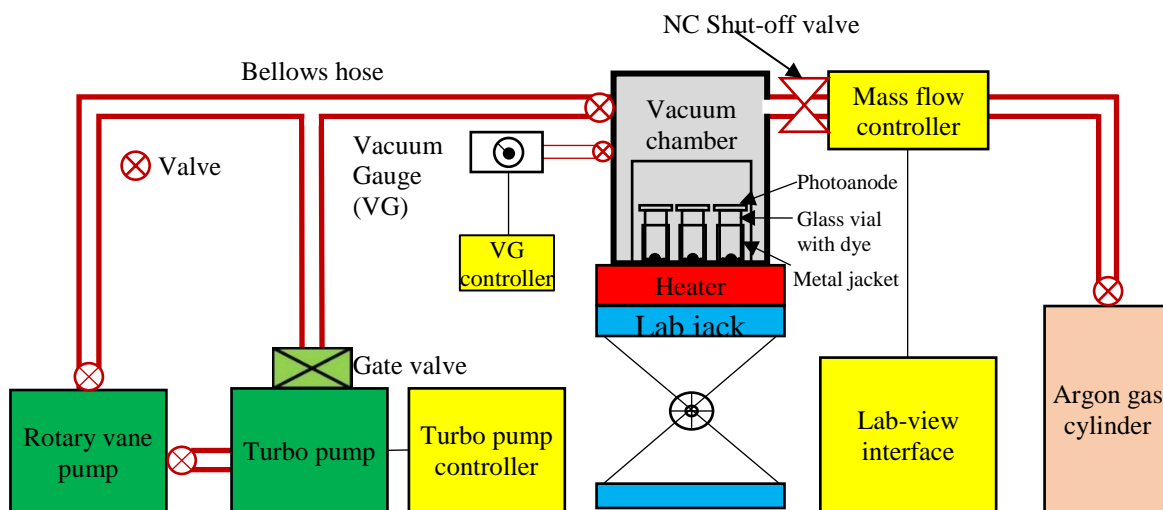 NC Shut-off valve
Bellows hose
Vacuum
chamber
Mass flow
controller
Valve
Vacuum
Gauge
(VG)
Photoanode
Glass vial
with dye
VG
controller
Metal jacket
Heater
Lab jack
Gate valve
Rotary vane
pump
Turbo pump
Turbo pump
controller
Lab-view
interface
Argon gas
cylinder